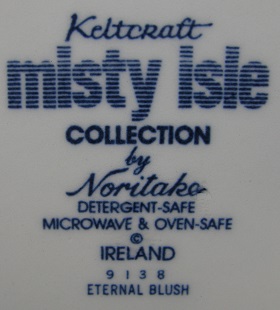 Keltcraft
misty isle
COLLECTION
by
Noritake
DETERGENT-SAFE
MICROWAVE & OVEN-SAFE
©
IRELAND
9138
ETERNAL BLUSH